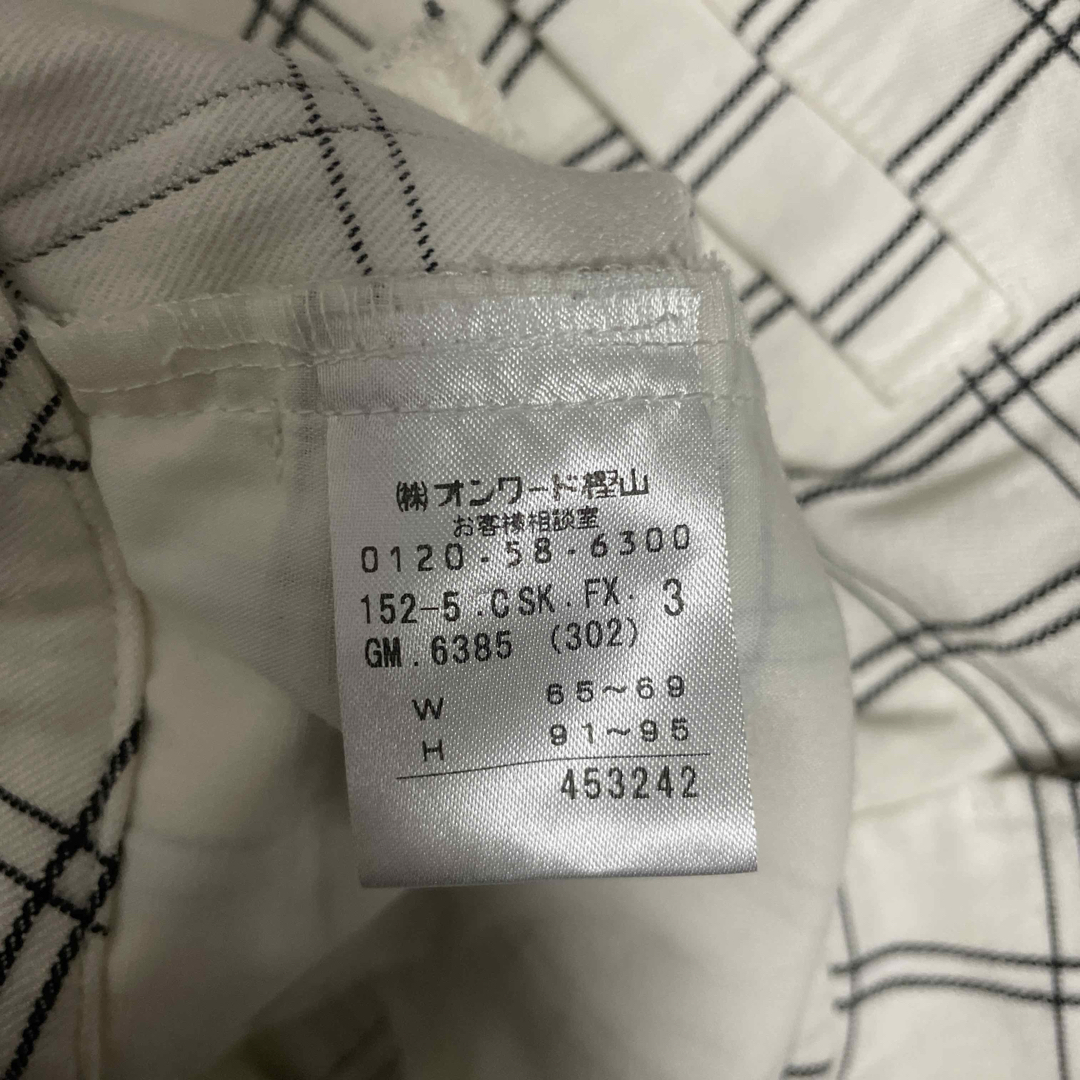 ㈱オンワード樫山
お客様相談室
0120-58-6300
152-5.CSK.FX. 3
GM.6385 (302)
W 65～69
H 91～95
453242